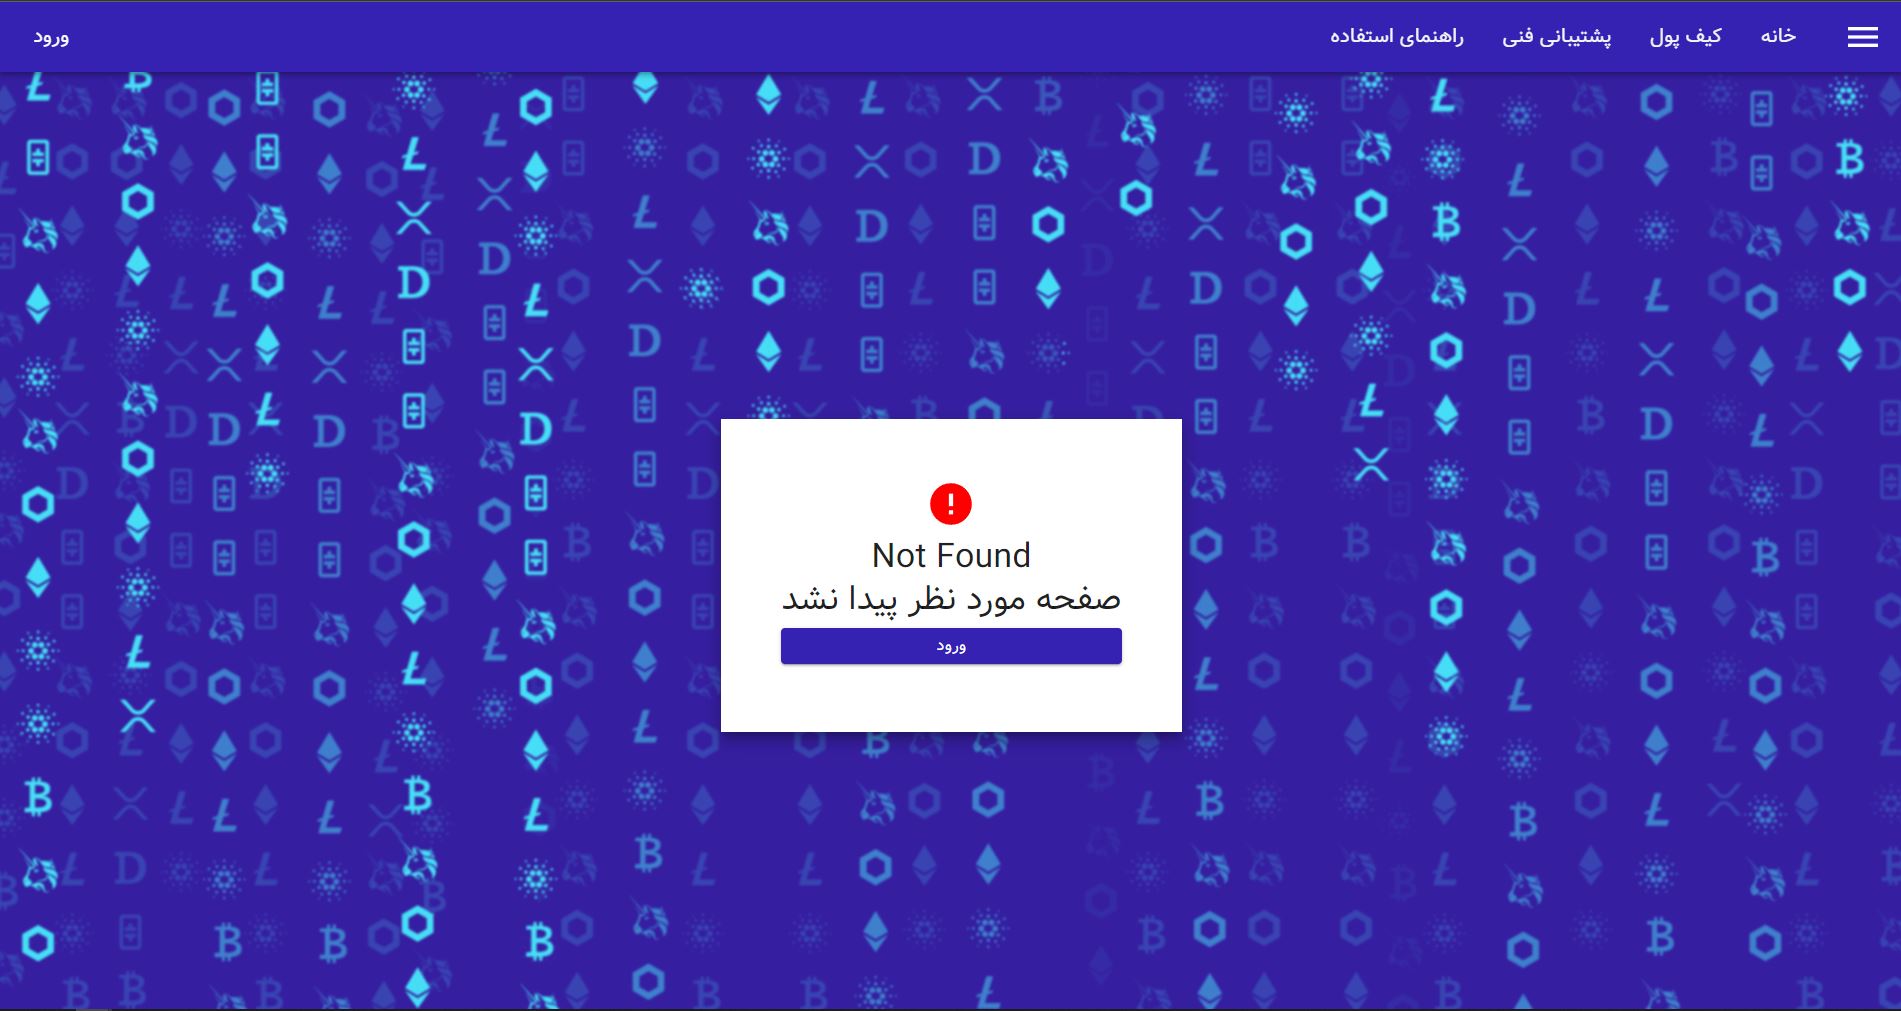 خانه
کیف پول
پشتیبانی فنی
راهنمای استفاده
ورود
Not Found
صفحه مورد نظر پیدا نشد
ورود